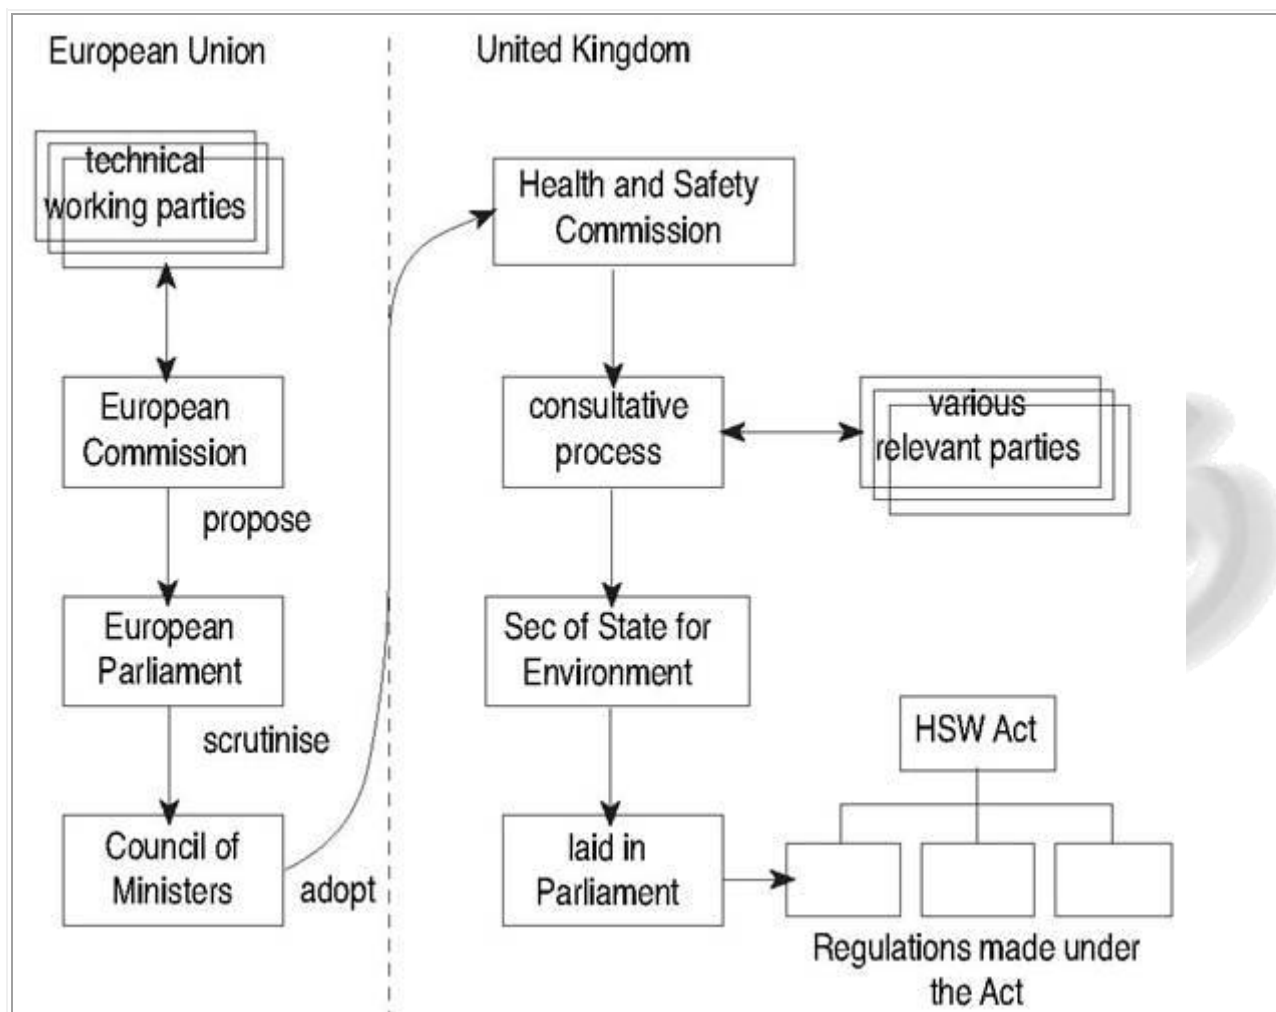 European Union
technical
working parties
European
Commission
propose
European
Parliament
scrutinise
Council of
Ministers
adopt
United Kingdom
Health and Safety
Commission
consultative
process
various
relevant parties
Sec of State for
Environment
laid in
Parliament
HSW Act
Regulations made under
the Act